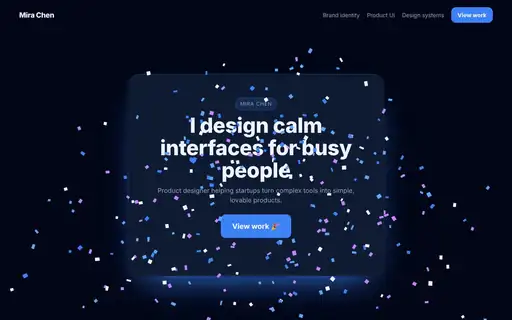 Mira Chen
Brand identity Product UI Design systems View work
MIRA CHEN
I design calm
interfaces for busy
people.
Product designer helping startups turn complex tools into simple,
lovable products.
View work 🎉